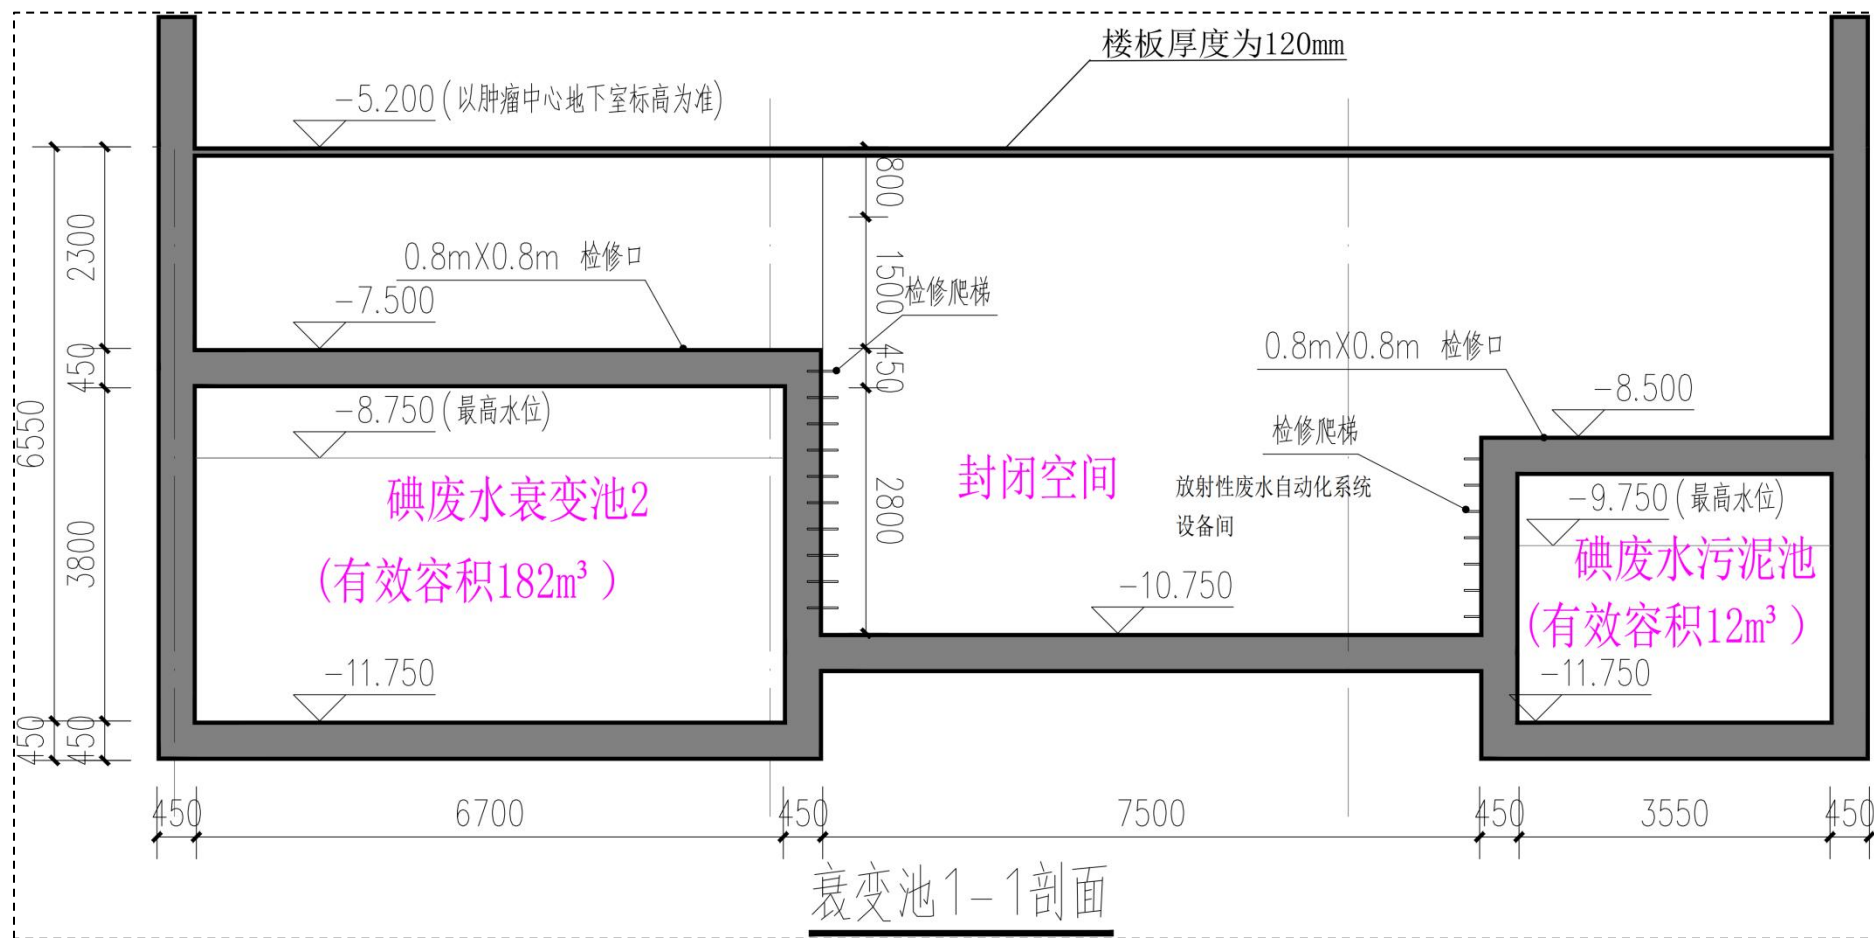 楼板厚度为120mm
-5.200(以肿瘤中心地下室标高为准)
800
2300
0.8mX0.8m 检修口
1500
检修爬梯
-7.500
0.8mX0.8m 检修口
450
450
-8.500
-8.750(最高水位)
检修爬梯
6550
封闭空间
碘废水衰变池2
放射性废水自动化系统
设备间
-9.750(最高水位)
2800
3800
碘废水污泥池
(有效容积182m³)
-10.750
(有效容积12m³)
-11.750
-11.750
450
450
450
6700
450
7500
450
3550
450
衰变池1-1剖面